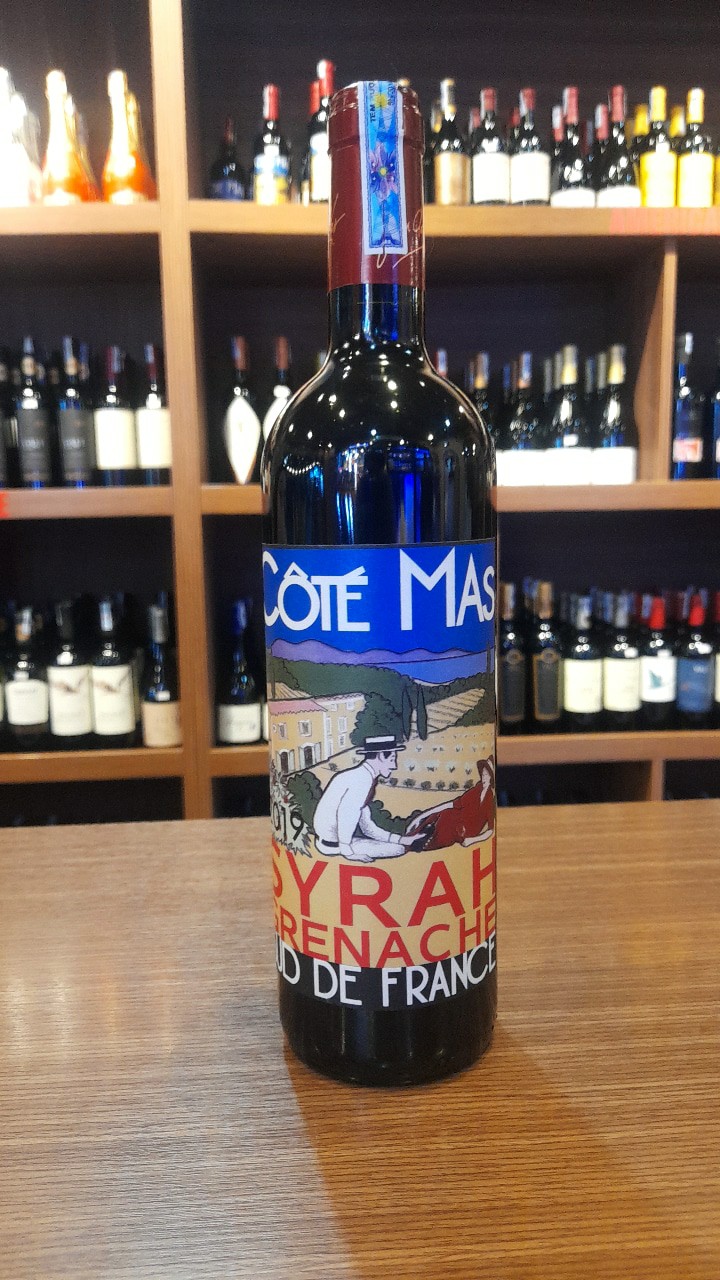 CÔTÉ MAS
2019
SYRAH
GRENACHE
SUD DE FRANCE